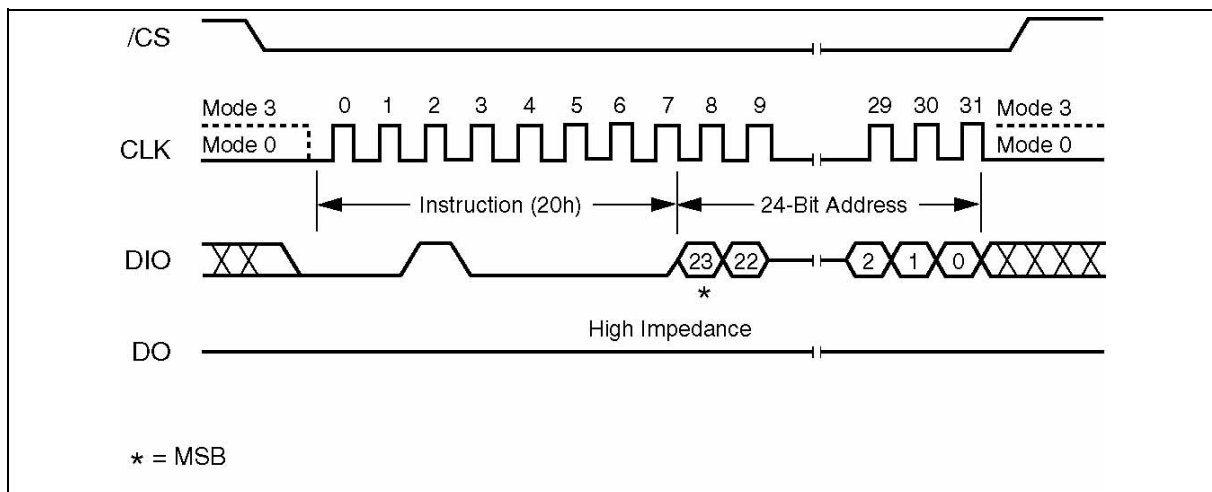 /CS
Mode 3 0 1 2 3 4 5 6 7 8 9 29 30 31 Mode 3
CLK Mode 0 Mode 0
Instruction (20h) 24-Bit Address
DIO 23 22 2 1 0
*
High Impedance
DO
* = MSB